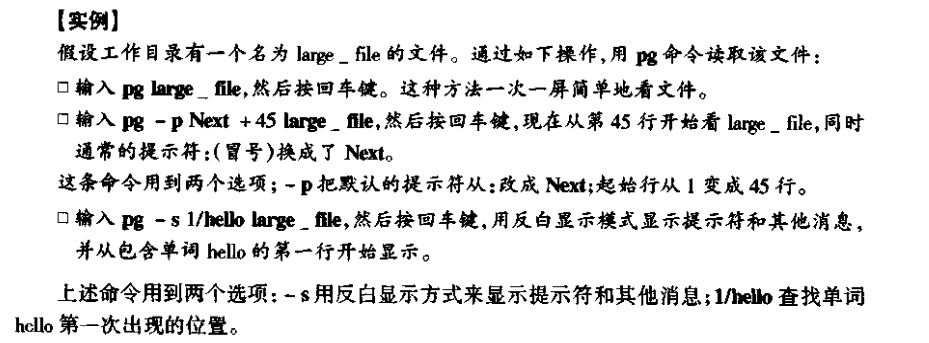 【实例】
假设工作目录有一个名为 large _ file 的文件。通过如下操作,用 pg 命令读取该文件:
□ 输入 pg large _ file,然后按回车键。这种方法一次一屏简单地看文件。
□ 输入 pg - p Next + 45 large _ file,然后按回车键,现在从第 45 行开始看 large _ file,同时
通常的提示符:(冒号)换成了 Next。
这条命令用到两个选项; - p 把默认的提示符从:改成 Next;起始行从 1 变成 45 行。
□ 输入 pg - s 1/hello large _ file,然后按回车键,用反白显示模式显示提示符和其他消息,
并从包含单词 hello 的第一行开始显示。
上述命令用到两个选项: - s 用反白显示方式来显示提示符和其他消息;1/hello 查找单词
hello 第一次出现的位置。